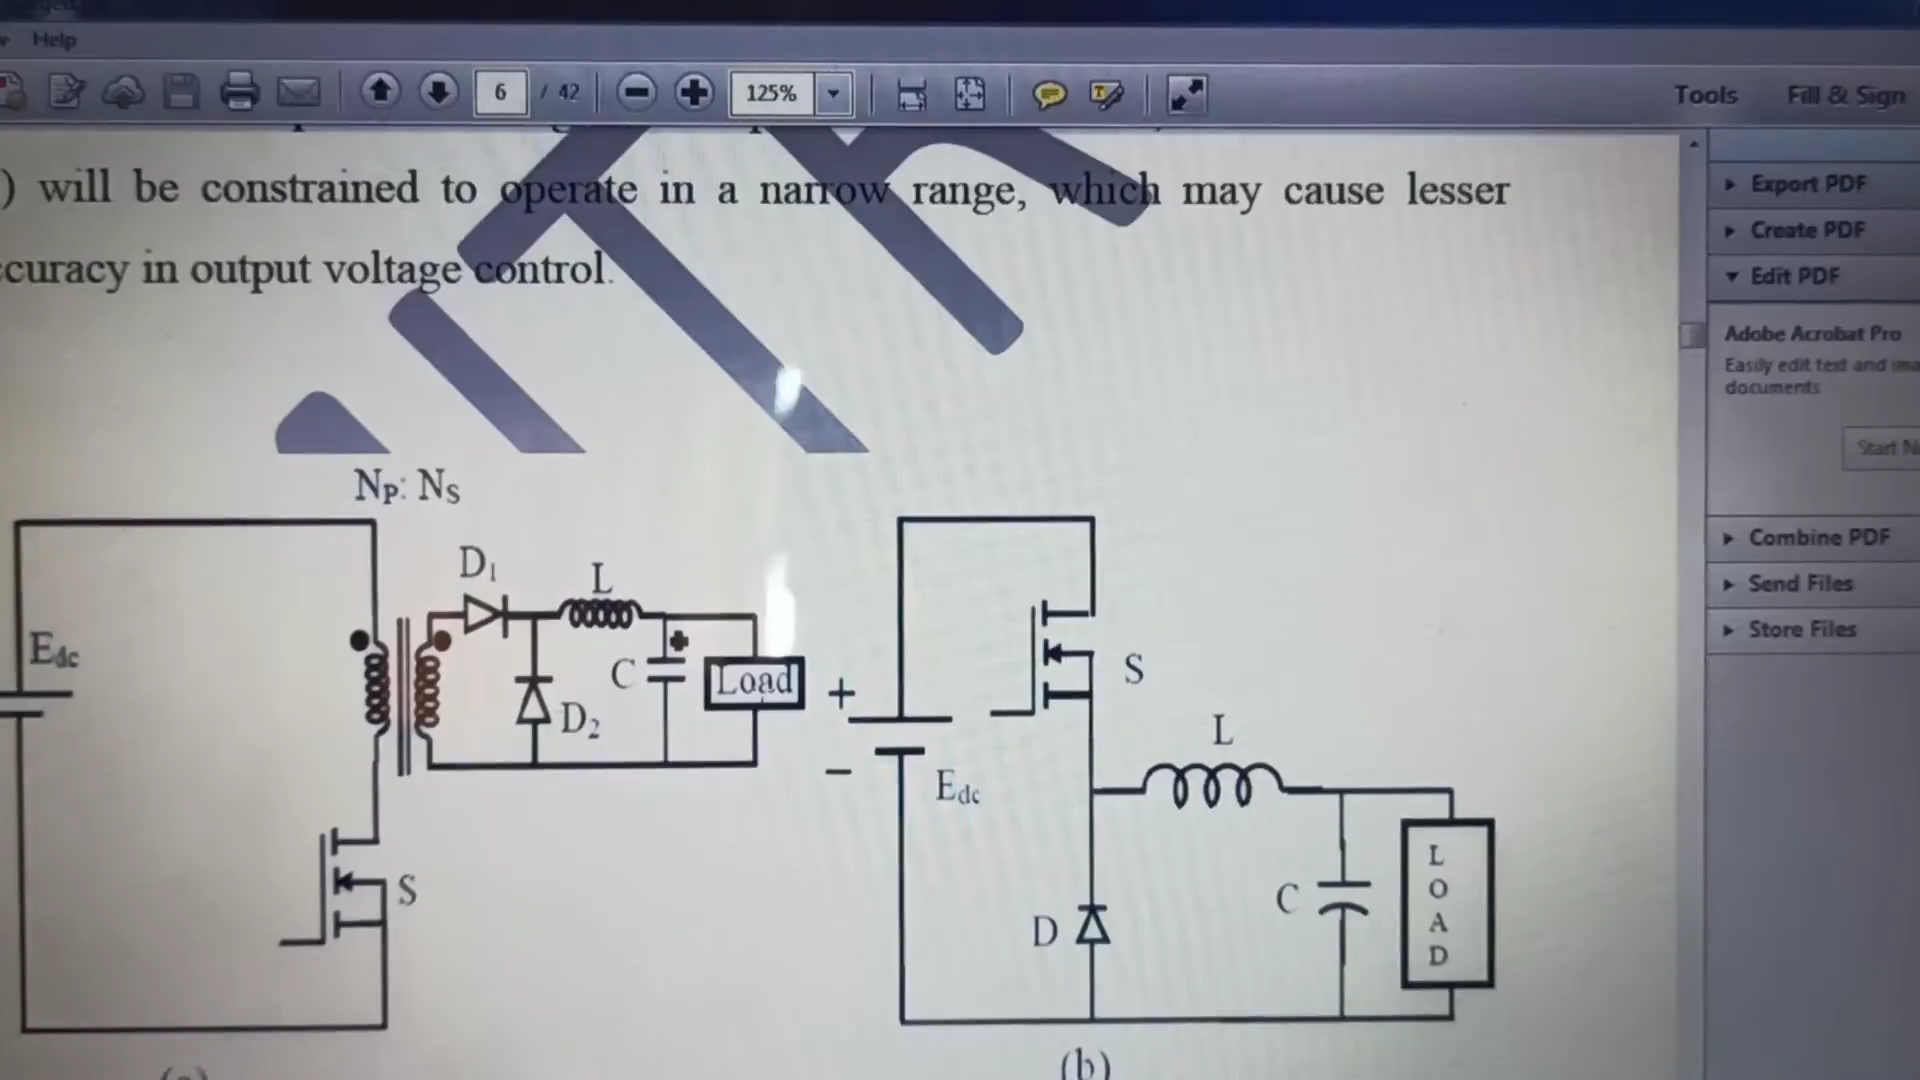 Help
6 / 42
125%
Tools
Fill & Sign
) will be constrained to operate in a narrow range, which may cause lesser
curacy in output voltage control.
Export PDF
Create PDF
Edit PDF
Adobe Acrobat Pro
Easily edit text and
documents
Start
Combine PDF
Send Files
Store Files
NP: NS
D1
L
Edc
C
Load
D2
S
+
−
Edc
S
L
D
C
LOAD
(b)